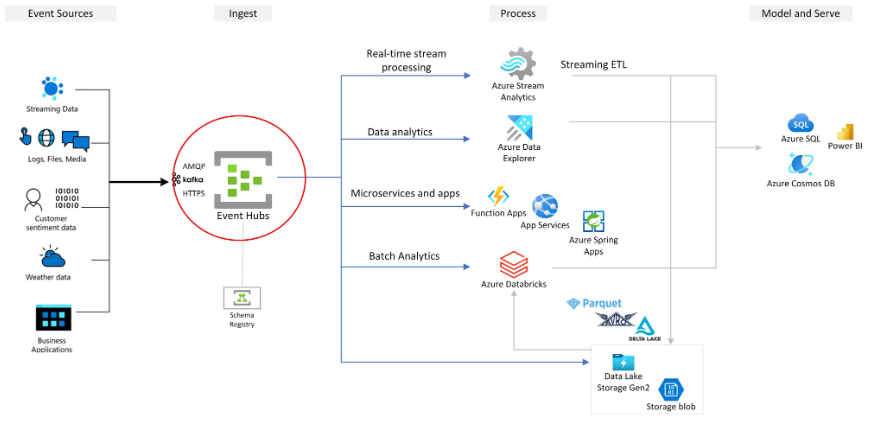 Event Sources
Ingest
Process
Model and Serve
Streaming Data
Logs, Files, Media
010101
010101
101010
Customer
sentiment data
Weather data
Business
Applications
AMQP
kafka
HTTPS
Event Hubs
Schema
Registry
Real-time stream
processing
Data analytics
Microservices and apps
Batch Analytics
Azure Stream
Analytics
Streaming ETL
Azure Data
Explorer
Function Apps
App Services
Azure Spring
Apps
Azure Databricks
Parquet
AVRO
DELTA LAKE
Data Lake
Storage Gen2
10
01
Storage blob
SQL
Azure SQL
Power BI
Azure Cosmos DB